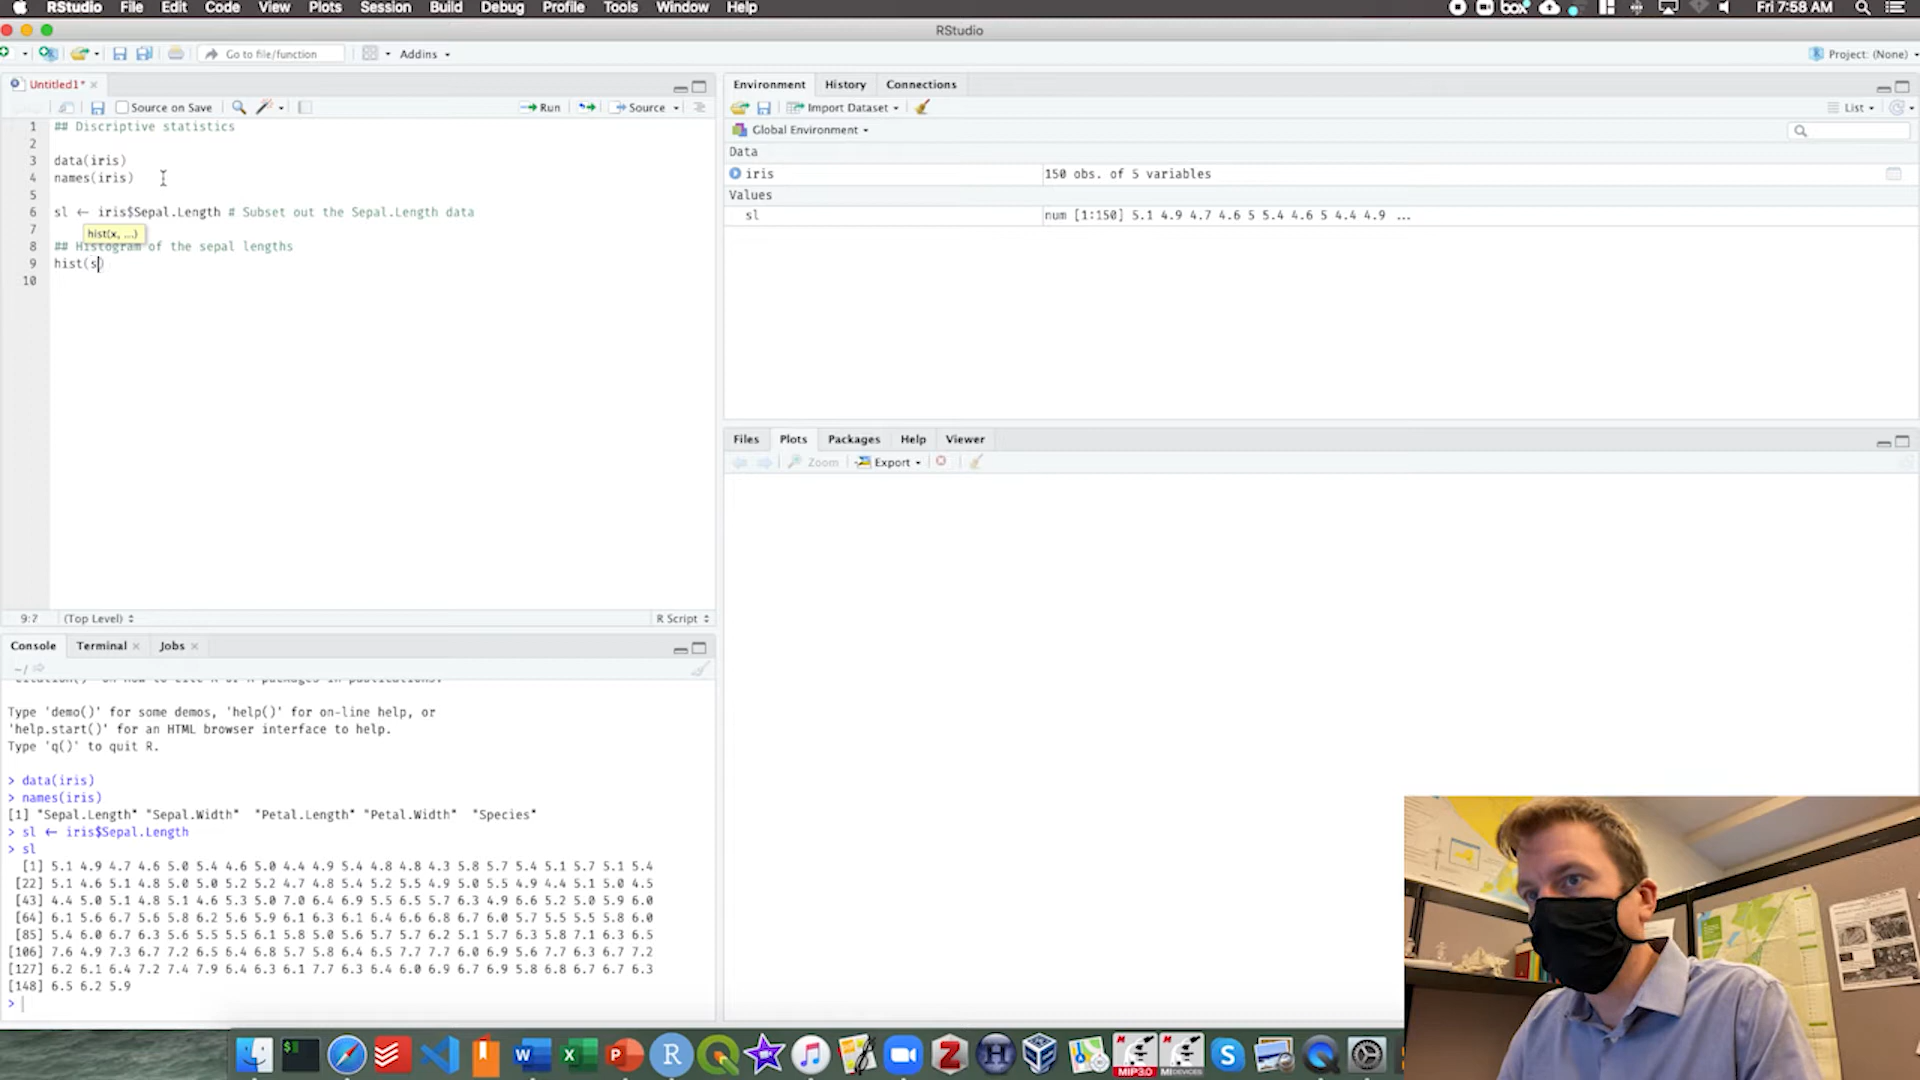 RStudio File Edit Code View Plots Session Build Debug Profile Tools Window Help box Fri 7:58 AM
RStudio
Go to file/function Addins Project: (None)
Untitled1*
Source on Save Run Source
1 ## Discriptive statistics
2
3 data(iris)
4 names(iris)
5
6 sl ← iris$Sepal.Length # Subset out the Sepal.Length data
7
hist(x, ...)
8 ## Histogram of the sepal lengths
9 hist(s)
10
9:7 (Top Level) R Script
Environment History Connections
Import Dataset List
Global Environment
Data
iris 150 obs. of 5 variables
Values
sl num [1:150] 5.1 4.9 4.7 4.6 5 5.4 4.6 5 4.4 4.9 ...
Files Plots Packages Help Viewer
Zoom Export
Console Terminal Jobs
~/
'citation()' on how to cite R or R packages in publications.
Type 'demo()' for some demos, 'help()' for on-line help, or
'help.start()' for an HTML browser interface to help.
Type 'q()' to quit R.
> data(iris)
> names(iris)
[1] "Sepal.Length" "Sepal.Width" "Petal.Length" "Petal.Width" "Species"
> sl ← iris$Sepal.Length
> sl
[1] 5.1 4.9 4.7 4.6 5.0 5.4 4.6 5.0 4.4 4.9 5.4 4.8 4.8 4.3 5.8 5.7 5.4 5.1 5.7 5.1 5.4
[22] 5.1 4.6 5.1 4.8 5.0 5.0 5.2 5.2 4.7 4.8 5.4 5.2 5.5 4.9 5.0 5.5 4.9 4.4 5.1 5.0 4.5
[43] 4.4 5.0 5.1 4.8 5.1 4.6 5.3 5.0 7.0 6.4 6.9 5.5 6.5 5.7 6.3 4.9 6.6 5.2 5.0 5.9 6.0
[64] 6.1 5.6 6.7 5.6 5.8 6.2 5.6 5.9 6.1 6.3 6.1 6.4 6.6 6.8 6.7 6.0 5.7 5.5 5.5 5.8 6.0
[85] 5.4 6.0 6.7 6.3 5.6 5.5 5.5 6.1 5.8 5.0 5.6 5.7 5.7 6.2 5.1 5.7 6.3 5.8 7.1 6.3 6.5
[106] 7.6 4.9 7.3 6.7 7.2 6.5 6.4 6.8 5.7 5.8 6.4 6.5 7.7 7.7 6.0 6.9 5.6 7.7 6.3 6.7 7.2
[127] 6.2 6.1 6.4 7.2 7.4 7.9 6.4 6.3 6.1 7.7 6.3 6.4 6.0 6.9 6.7 6.9 5.8 6.8 6.7 6.7 6.3
[148] 6.5 6.2 5.9
>
MIP3.0 MIDEVICES